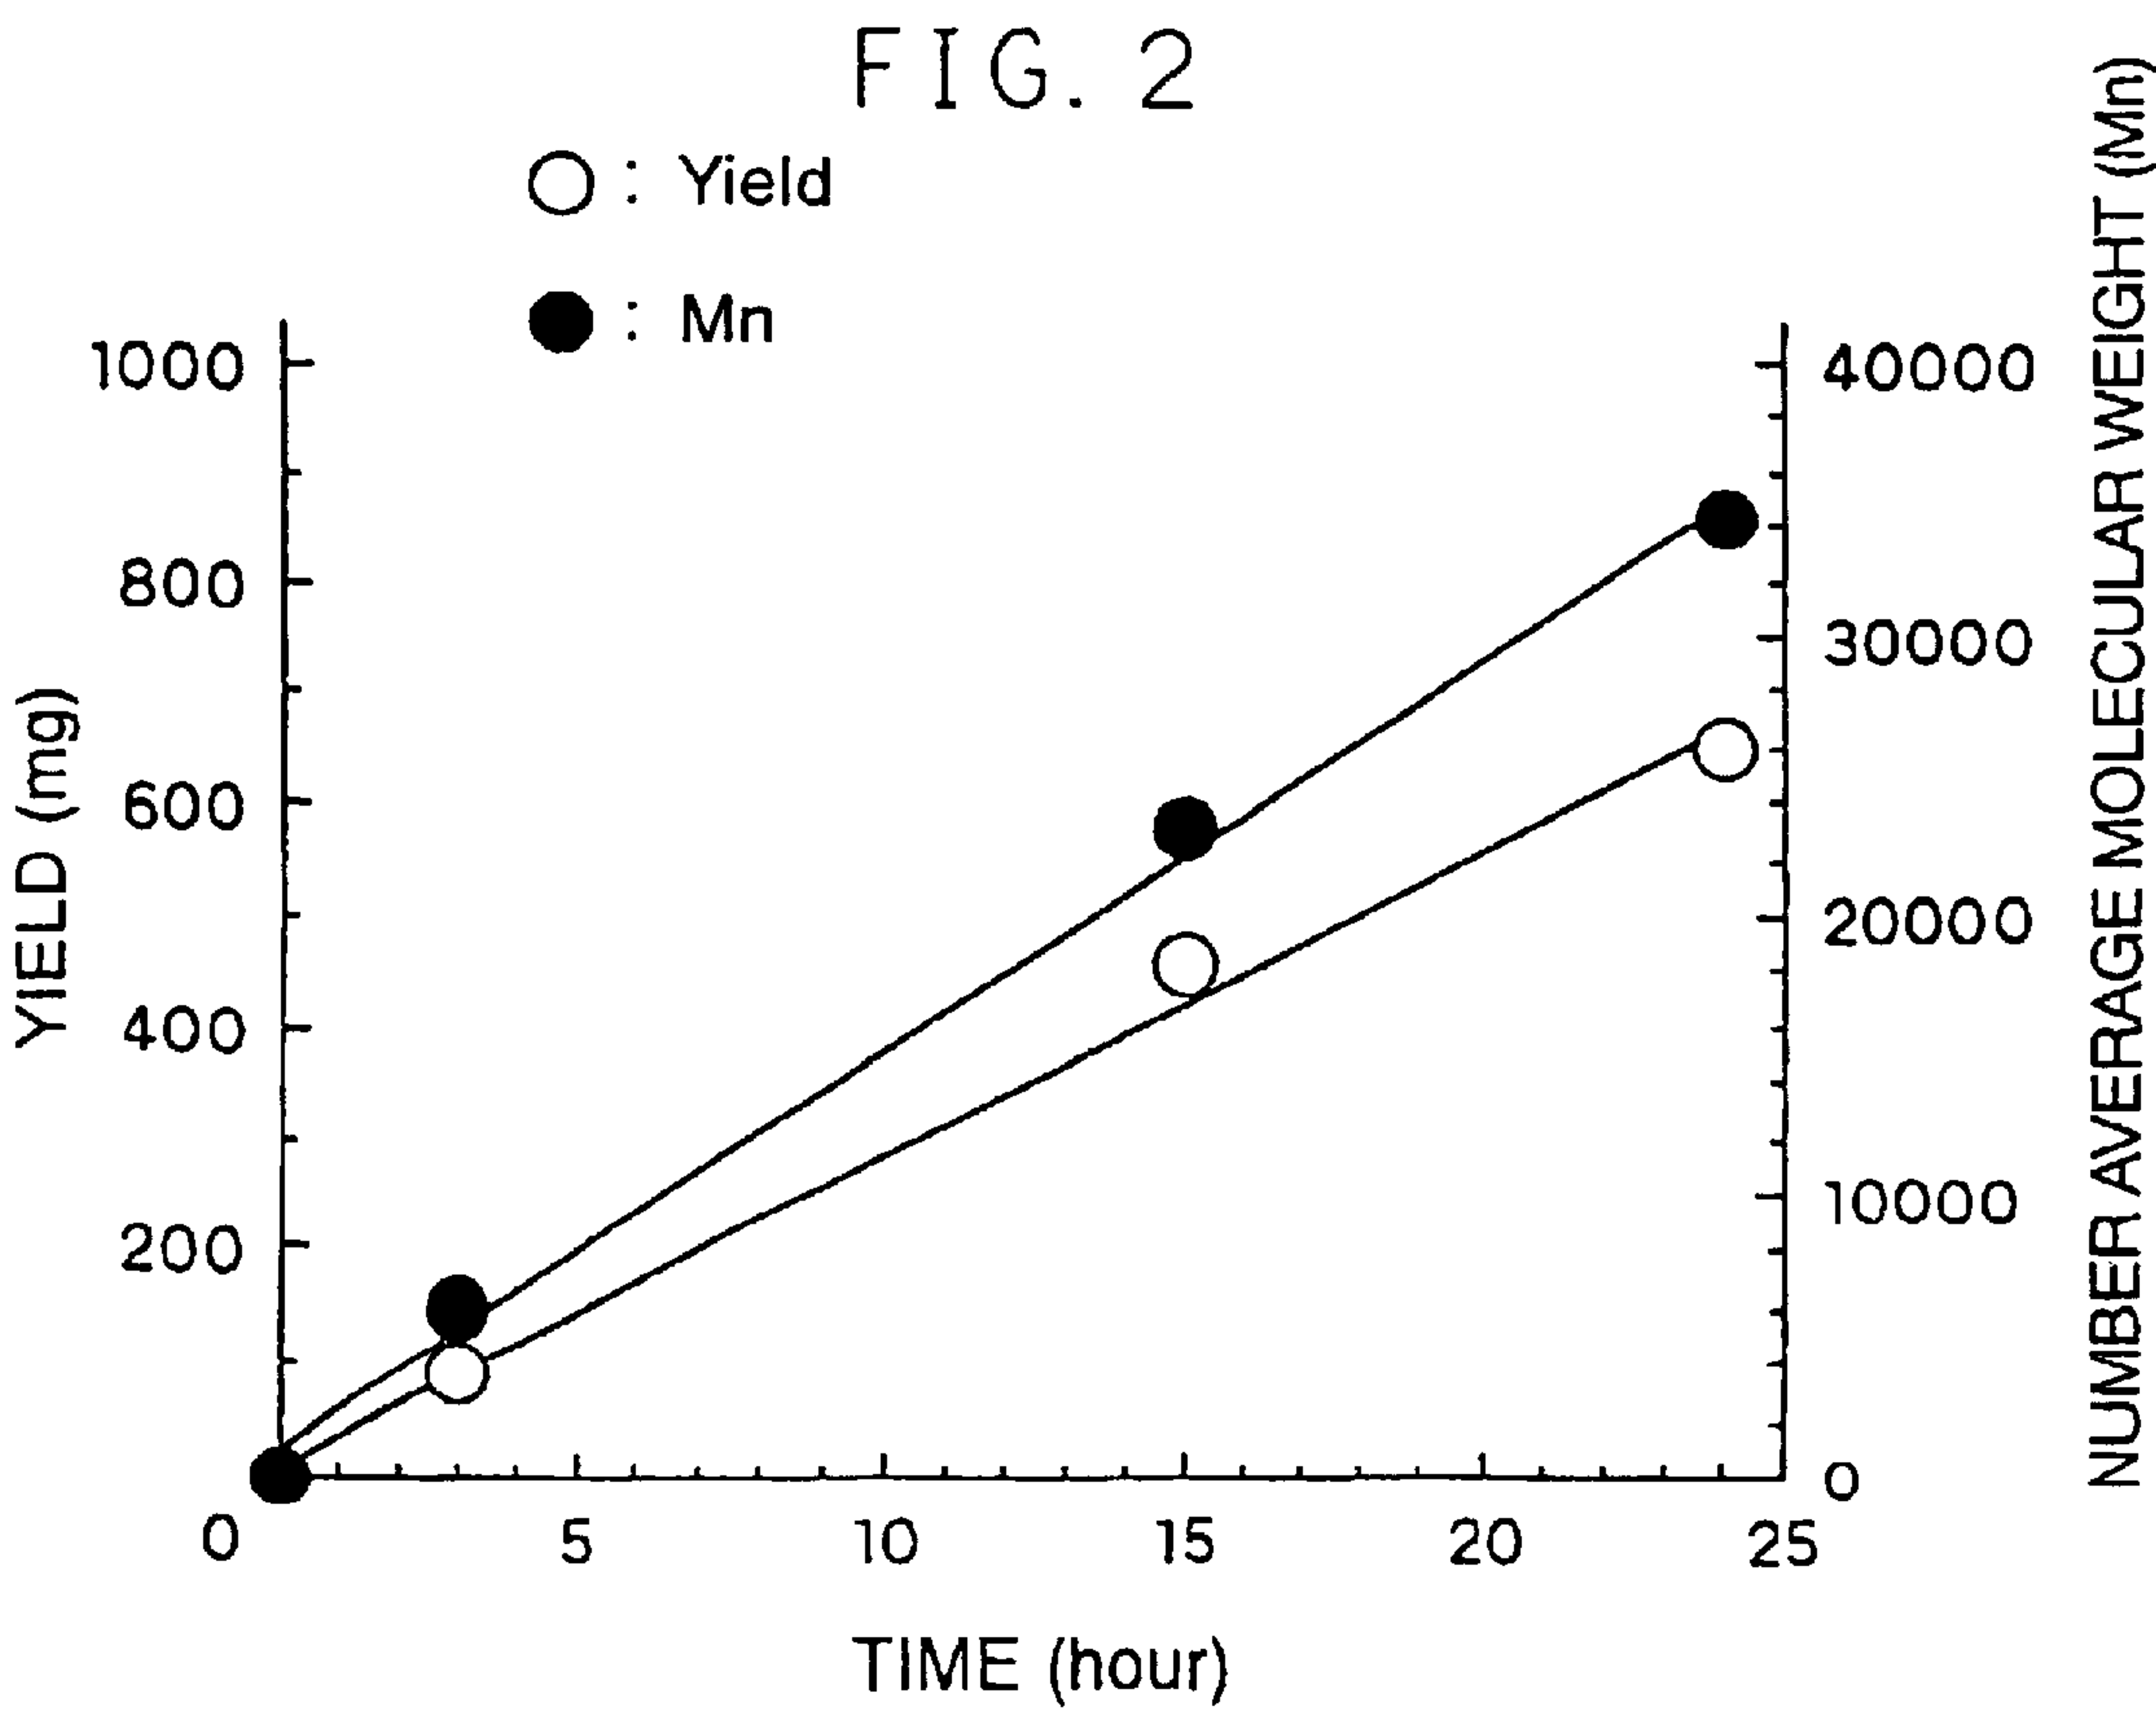 FIG. 2
○ : Yield
● : Mn
YIELD (mg)
1000
800
600
400
200
0
40000
30000
20000
10000
0
NUMBER AVERAGE MOLECULAR WEIGHT (Mn)
5
10
15
20
25
TIME (hour)